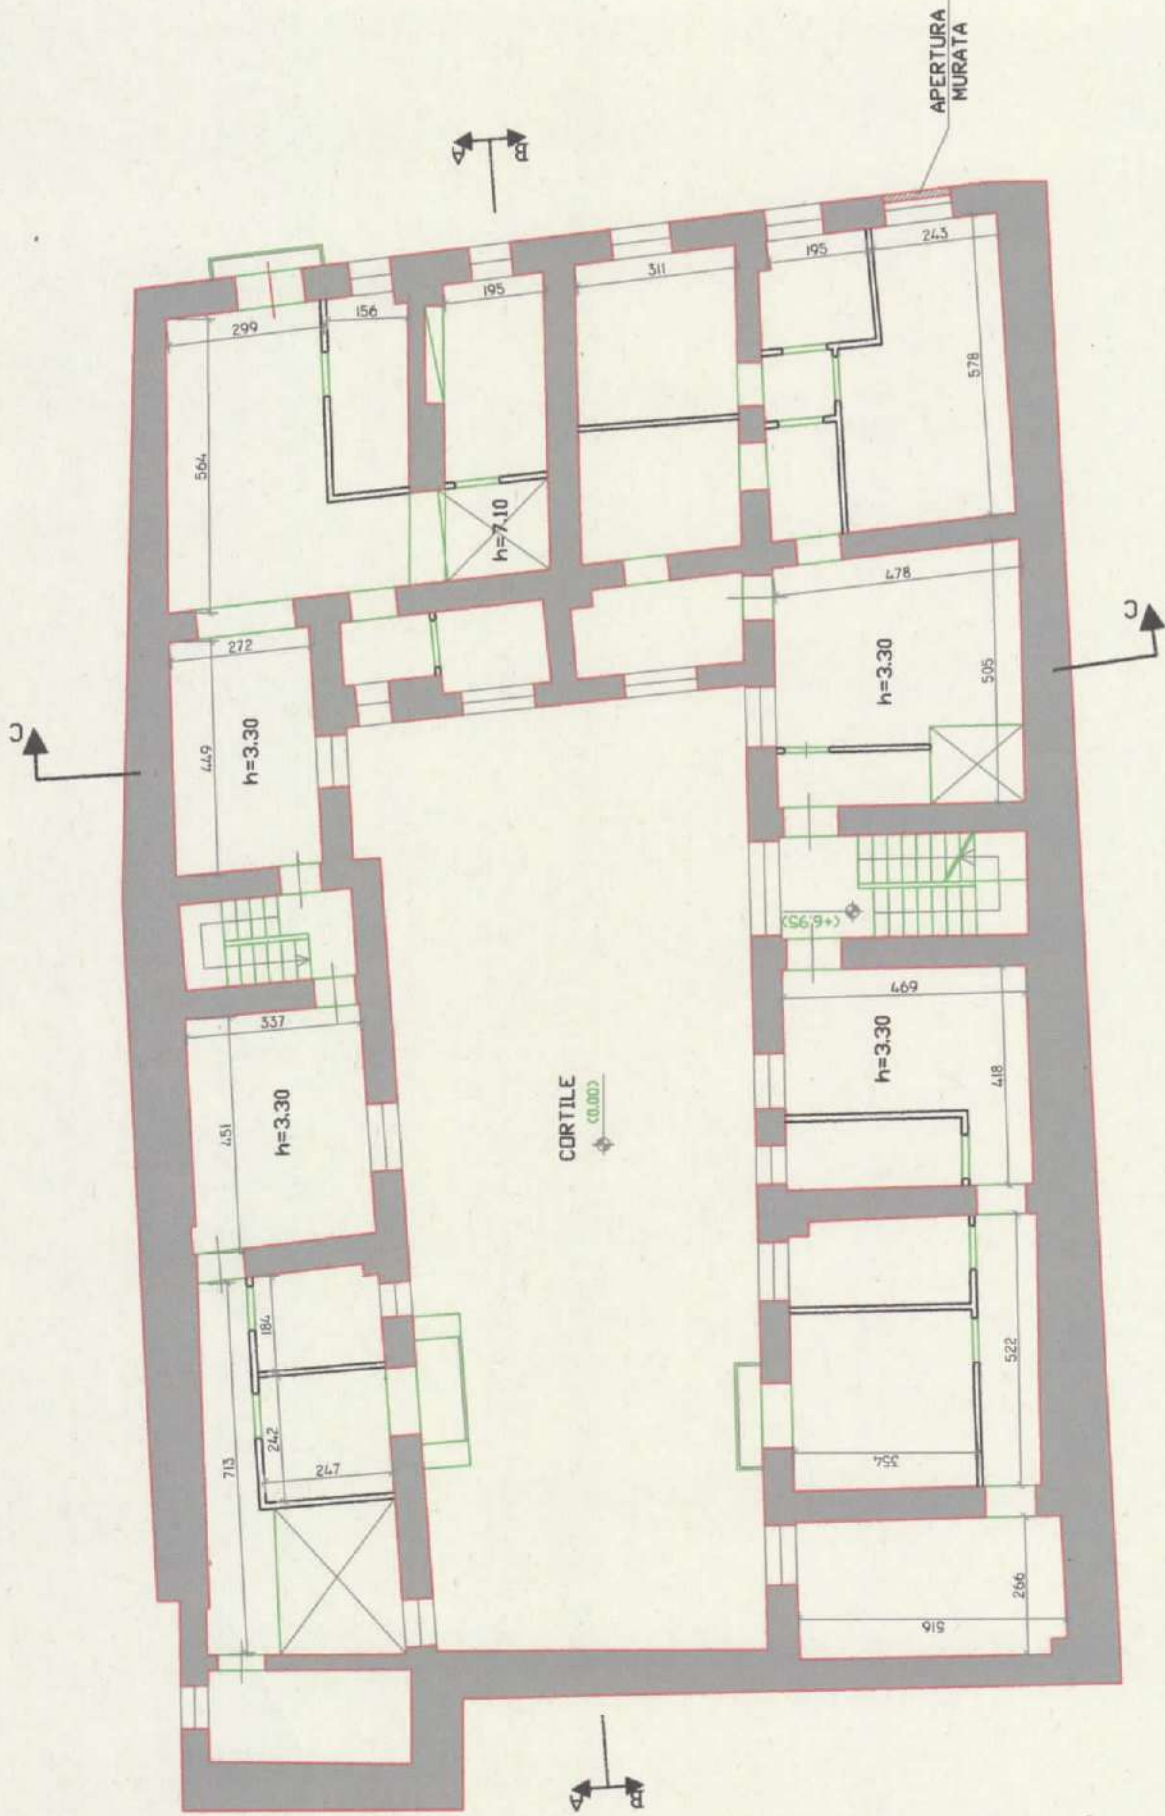 APERTURA
MURATA
A
B
299
156
195
311
195
243
564
578
h=7.10
C
272
478
C
449
h=3.30
h=3.30
505
(+6.95)
337
469
451
h=3.30
h=3.30
418
CORTILE
(0.00)
184
522
242
713
247
354
266
516
A
B